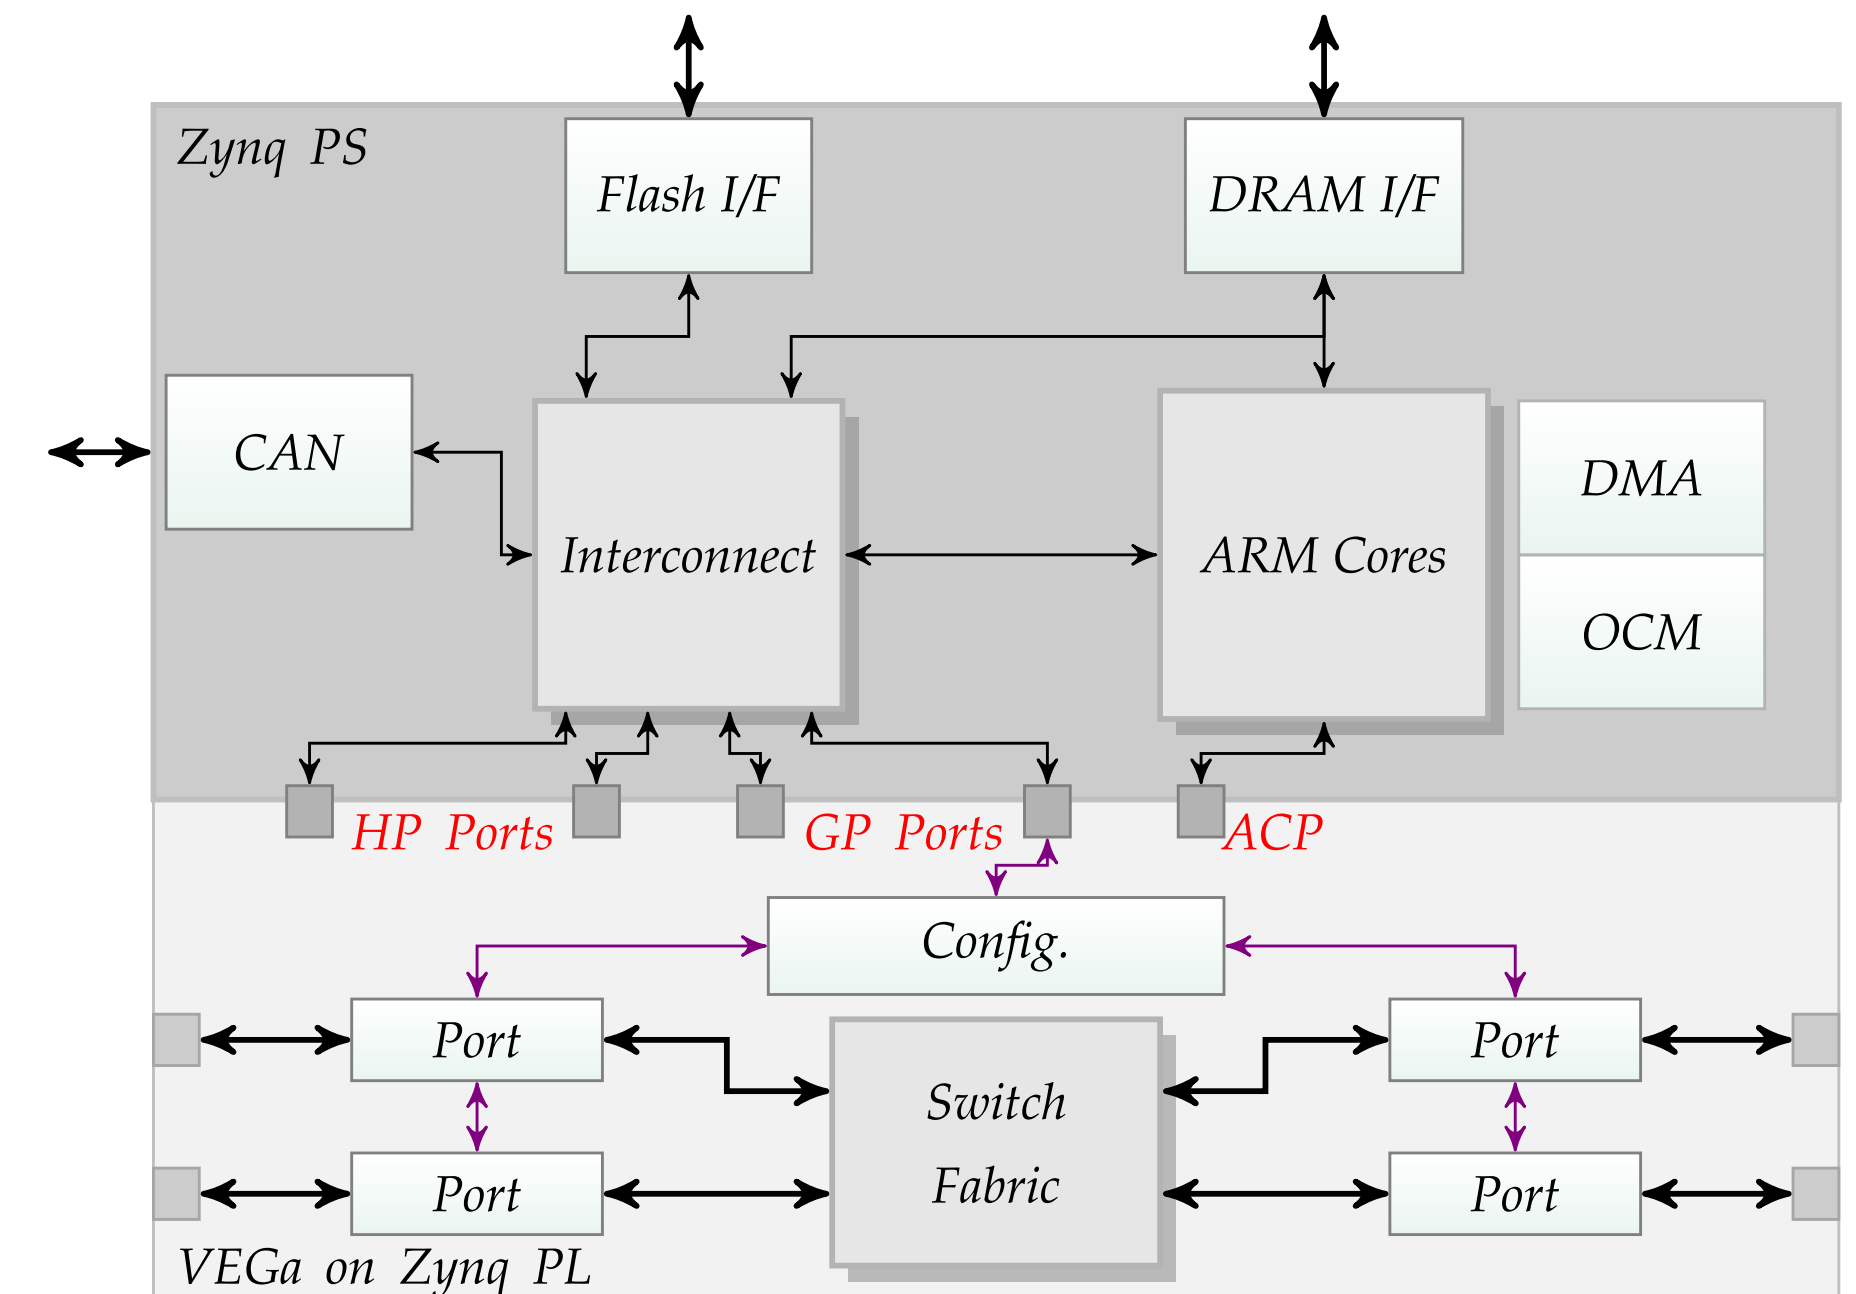 Zynq PS
Flash I/F
DRAM I/F
CAN
Interconnect
ARM Cores
DMA
OCM
HP Ports
GP Ports
ACP
Config.
Port
Port
Switch
Fabric
Port
Port
VEGa on Zynq PL